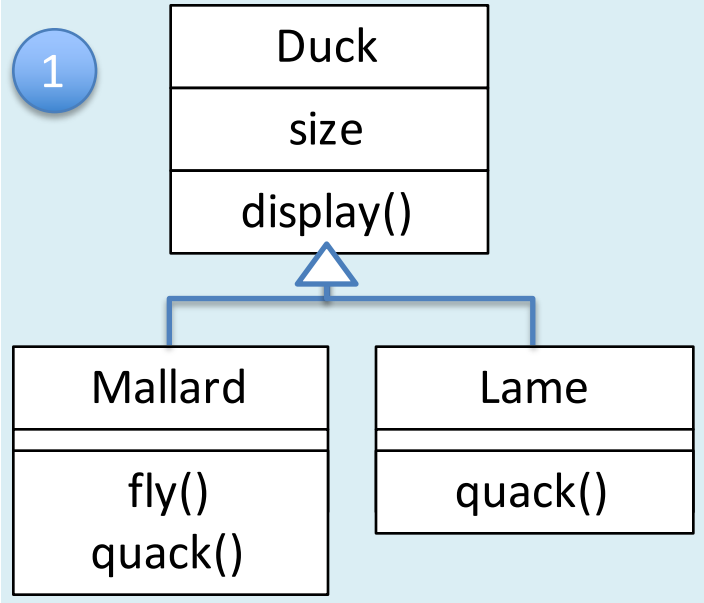 1
Duck
size
display()
Mallard
fly()
quack()
Lame
quack()